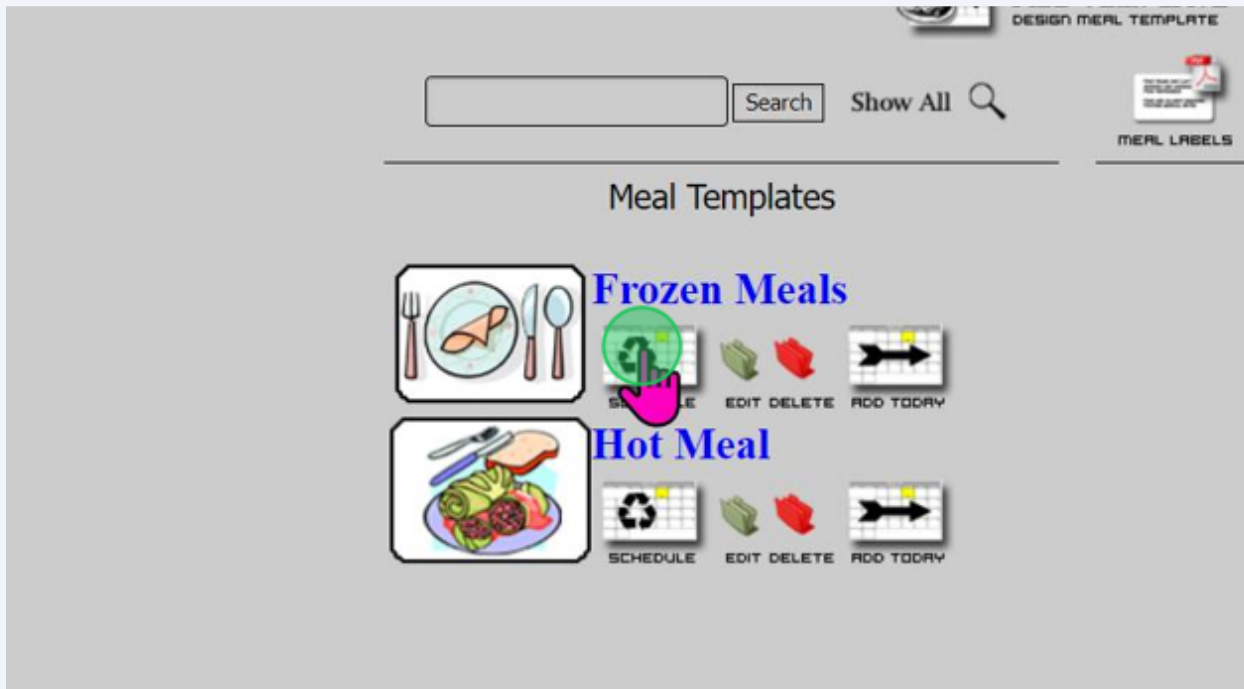 DESIGN MEAL TEMPLATE
Search
Show All
MEAL LABELS
Meal Templates
Frozen Meals
EDIT DELETE ADD TODAY
Hot Meal
SCHEDULE EDIT DELETE ADD TODAY